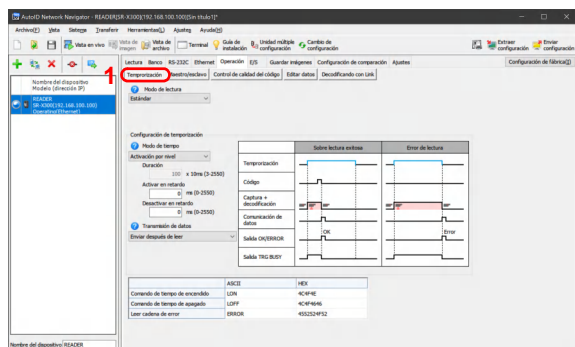 AutoID Network Navigator - READER(SR-X300)(192.168.100.100)[Sin título1]*
Archivo(F) Vista Sistema Transferir Herramientas(L) Ajustes Ayuda(H)
Vista en vivo Vista de imagen Vista de archivo Terminal Guía de instalación Unidad múltiple configuración Cambio de configuración Extraer configuración Enviar configuración
Lectura Banco RS-232C Ethernet Operación E/S Guardar imágenes Configuración de comparación Ajustes Configuración de fábrica(I)
1
Temporización Maestro/esclavo Control de calidad del código Editar datos Decodificando con Link
Nombre del dispositivo
Modelo (dirección IP)
READER
SR-X300(192.168.100.100)
Operating(Ethernet)
Modo de lectura
Estándar
Configuración de temporización
Modo de tiempo
Activación por nivel
Duración
100 x 10ms (3-2550)
Activar en retardo
0 ms (0-2550)
Desactivar en retardo
0 ms (0-2550)
Transmisión de datos
Enviar después de leer
Sobre lectura exitosa Error de lectura
Temprorización
Código
Captura +
decodificación
Comunicación de
datos
Salida OK/ERROR OK Error
Salida TRG BUSY
ASCII HEX
Comando de tiempo de encendido LON 4C4F4E
Comando de tiempo de apagado LOFF 4C4F4646
Leer cadena de error ERROR 4552524F52
Nombre del dispositivo READER